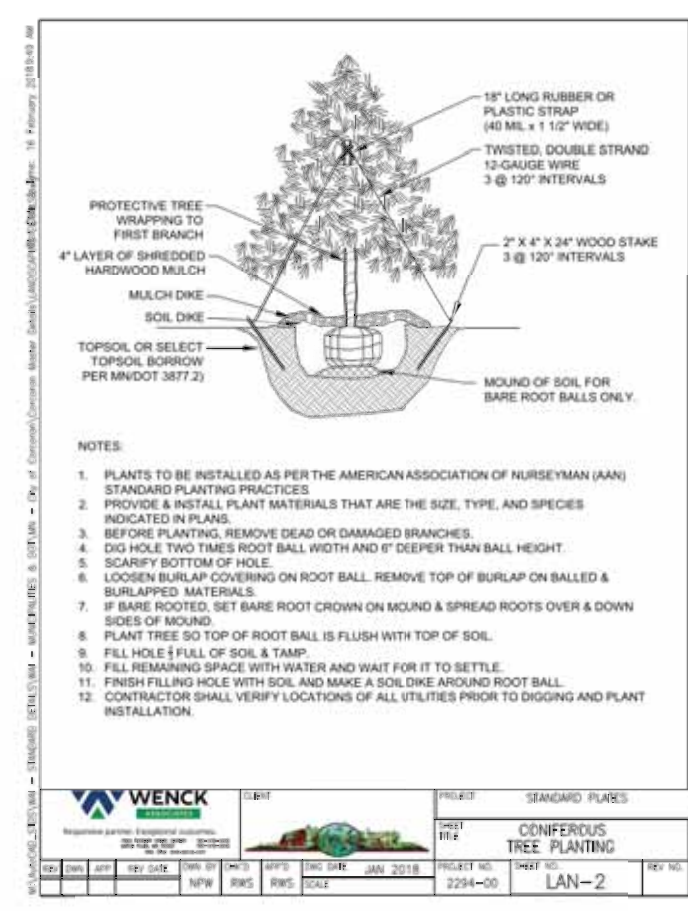 18" LONG RUBBER OR
PLASTIC STRAP
(40 MIL x 1 1/2" WIDE)
TWISTED, DOUBLE STRAND
12-GAUGE WIRE
3 @ 120° INTERVALS
PROTECTIVE TREE
WRAPPING TO
FIRST BRANCH
2" X 4" X 24" WOOD STAKE
3 @ 120° INTERVALS
4" LAYER OF SHREDDED
HARDWOOD MULCH
MULCH DIKE
SOIL DIKE
TOPSOIL OR SELECT
TOPSOIL BORROW
PER MN/DOT 3877.2)
MOUND OF SOIL FOR
BARE ROOT BALLS ONLY.
NOTES:
1. PLANTS TO BE INSTALLED AS PER THE AMERICAN ASSOCIATION OF NURSEYMAN (AAN)
STANDARD PLANTING PRACTICES
2. PROVIDE & INSTALL PLANT MATERIALS THAT ARE THE SIZE, TYPE, AND SPECIES
INDICATED IN PLANS.
3. BEFORE PLANTING, REMOVE DEAD OR DAMAGED BRANCHES.
4. DIG HOLE TWO TIMES ROOT BALL WIDTH AND 6" DEEPER THAN BALL HEIGHT.
5. SCARIFY BOTTOM OF HOLE.
6. LOOSEN BURLAP COVERING ON ROOT BALL. REMOVE TOP OF BURLAP ON BALLED &
BURLAPPED MATERIALS.
7. IF BARE ROOTED, SET BARE ROOT CROWN ON MOUND & SPREAD ROOTS OVER & DOWN
SIDES OF MOUND.
8. PLANT TREE SO TOP OF ROOT BALL IS FLUSH WITH TOP OF SOIL.
9. FILL HOLE FULL OF SOIL & TAMP.
10. FILL REMAINING SPACE WITH WATER AND WAIT FOR IT TO SETTLE.
11. FINISH FILLING HOLE WITH SOIL AND MAKE A SOIL DIKE AROUND ROOT BALL.
12. CONTRACTOR SHALL VERIFY LOCATIONS OF ALL UTILITIES PRIOR TO DIGGING AND PLANT
INSTALLATION.
WENCK
ASSOCIATES
Responsive partner. Exceptional outcomes.
CLIENT
PROJECT STANDARD PLATES
SHEET TITLE
CONIFEROUS
TREE PLANTING
REV DWN APP REV DATE
DWN BY NPW
CHK'D RWS
APP'D RWS
DWG DATE JAN 2018
SCALE
PROJECT NO. 2294-00
SHEET NO. LAN-2
REV NO.